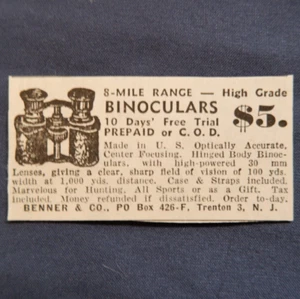 8-MILE RANGE — High Grade
BINOCULARS $5.
10 Days' Free Trial
PREPAID or C.O.D.
Made in U. S. Optically Accurate,
Center Focusing. Hinged Body Binoc-
ulars, with high-powered 30 mm
Lenses, giving a clear, sharp field of vision of 100 yds.
width at 1,000 yds. distance. Case & Straps Included.
Marvelous for Hunting, All Sports or as a Gift. Tax
included. Money refunded if dissatisfied. Order to-day.
BENNER & CO., PO Box 426-F, Trenton 3, N. J.